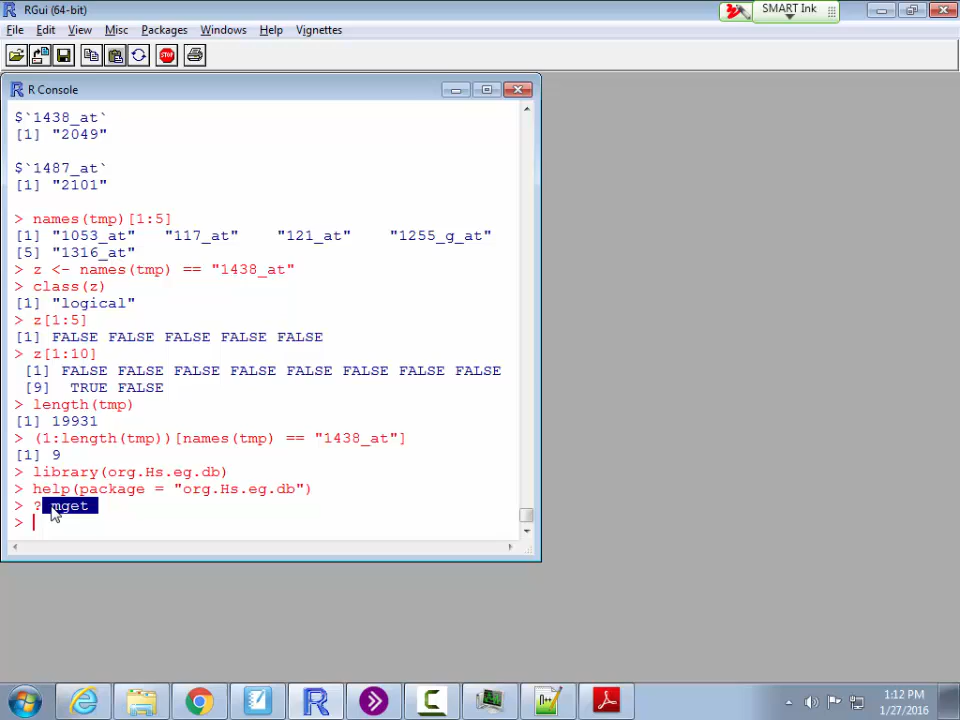 RGui (64-bit)
SMART Ink
File Edit View Misc Packages Windows Help Vignettes
STOP
R Console
$`1438_at`
[1] "2049"
$`1487_at`
[1] "2101"
> names(tmp)[1:5]
[1] "1053_at" "117_at" "121_at" "1255_g_at"
[5] "1316_at"
> z <- names(tmp) == "1438_at"
> class(z)
[1] "logical"
> z[1:5]
[1] FALSE FALSE FALSE FALSE FALSE
> z[1:10]
[1] FALSE FALSE FALSE FALSE FALSE FALSE FALSE FALSE
[9] TRUE FALSE
> length(tmp)
[1] 19931
> (1:length(tmp))[names(tmp) == "1438_at"]
[1] 9
> library(org.Hs.eg.db)
> help(package = "org.Hs.eg.db")
> ? mget
>
1:12 PM
1/27/2016